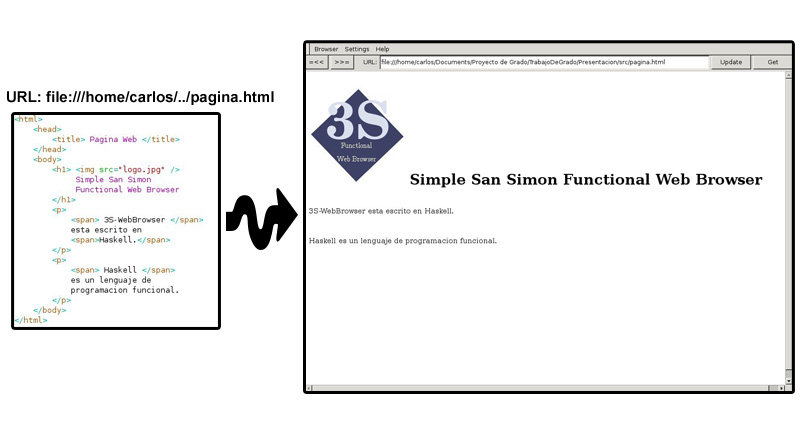 URL: file:///home/carlos/../pagina.html
<html>
<head>
<title> Pagina Web </title>
</head>
<body>
<h1> <img src="logo.jpg" />
Simple San Simon
Functional Web Browser
</h1>
<p>
<span> 3S-WebBrowser </span>
esta escrito en
<span>Haskell.</span>
</p>
<p>
<span> Haskell </span>
es un lenguaje de
programacion funcional.
</p>
</body>
</html>
Browser Settings Help
=<< >>= URL: file:///home/carlos/Documents/Proyecto de Grado/TrabajoDeGrado/Presentacion/src/pagina.html Update Get
3S
Functional
Web Browser
Simple San Simon Functional Web Browser
3S-WebBrowser esta escrito en Haskell.
Haskell es un lenguaje de programacion funcional.